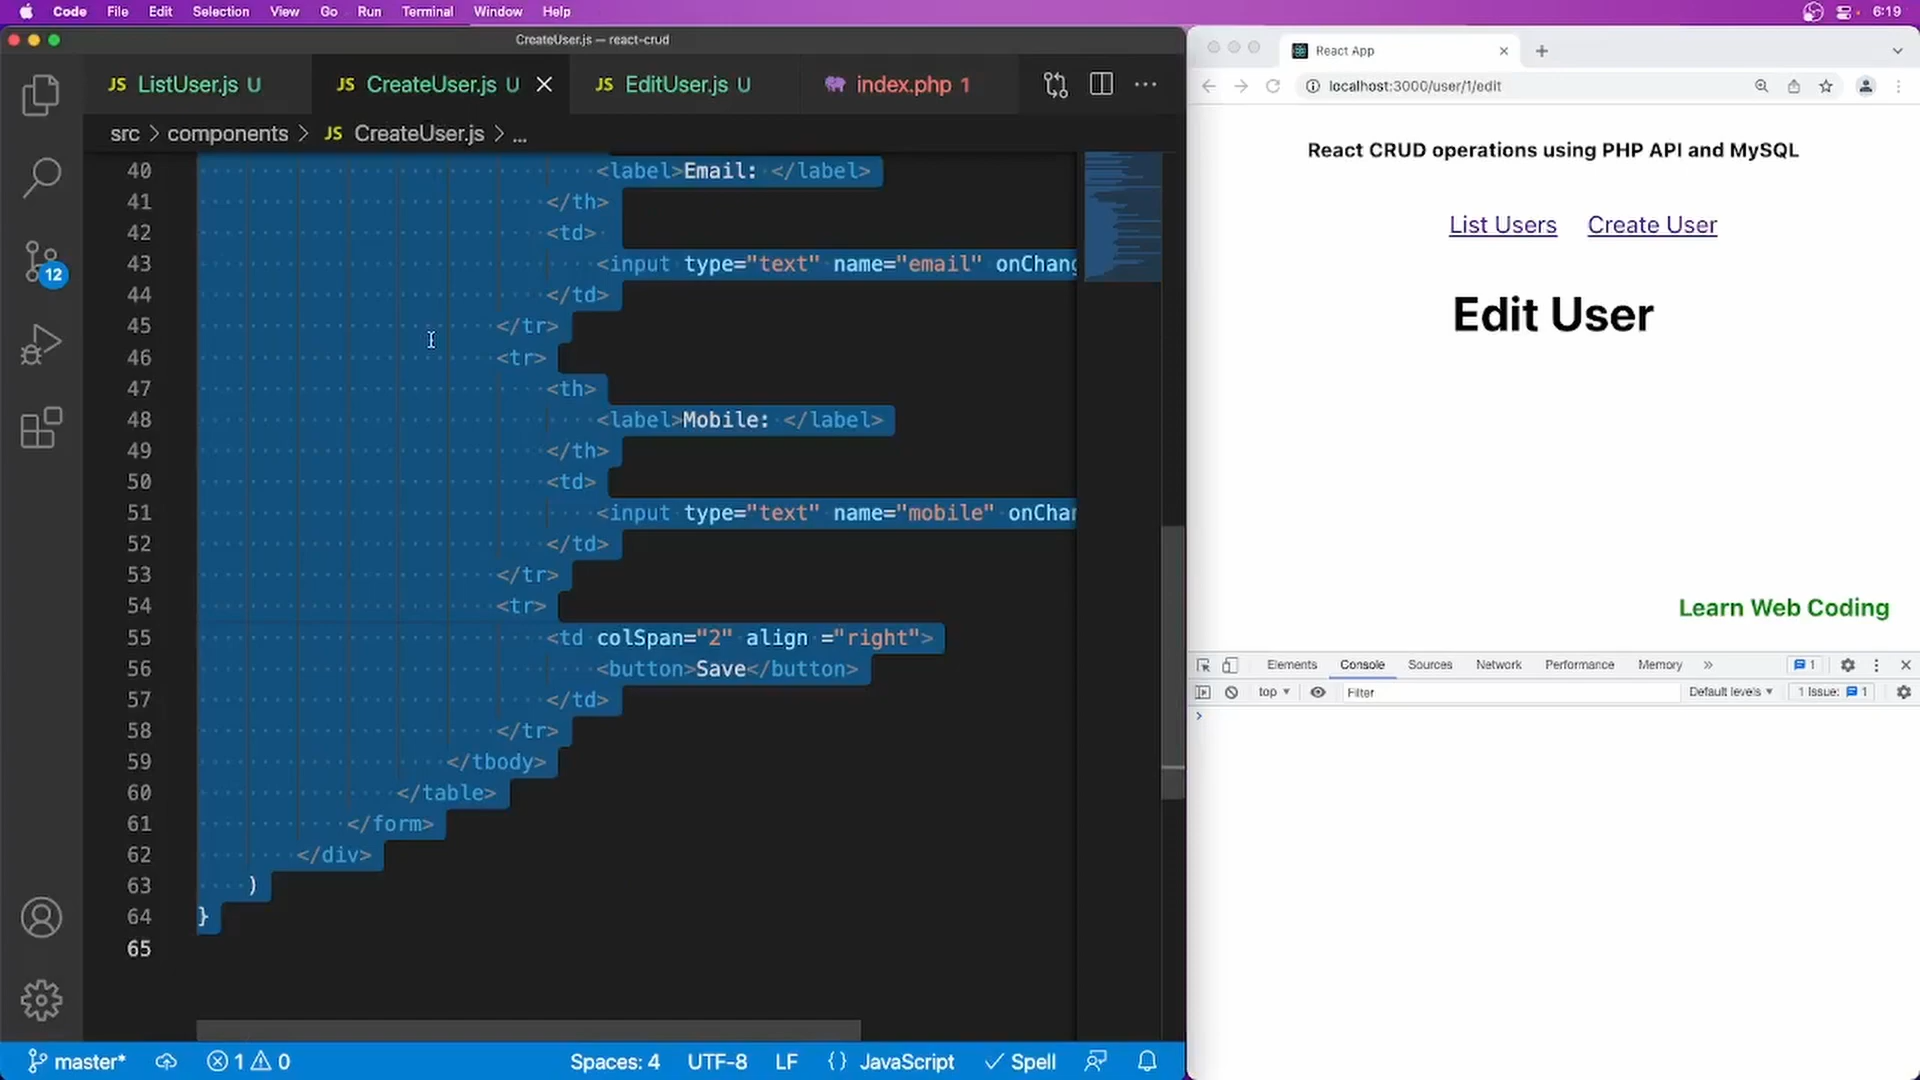 Code File Edit Selection View Go Run Terminal Window Help 6:19
CreateUser.js — react-crud
JS ListUser.js U JS CreateUser.js U JS EditUser.js U index.php 1
src > components > JS CreateUser.js > ...
40 <label>Email: </label>
41 </th>
42 <td>
43 <input type="text" name="email" onChang
44 </td>
45 </tr>
46 <tr>
47 <th>
48 <label>Mobile: </label>
49 </th>
50 <td>
51 <input type="text" name="mobile" onChan
52 </td>
53 </tr>
54 <tr>
55 <td colSpan="2" align ="right">
56 <button>Save</button>
57 </td>
58 </tr>
59 </tbody>
60 </table>
61 </form>
62 </div>
63 )
64 }
65
12
master* 1 0 Spaces: 4 UTF-8 LF {} JavaScript Spell
React App
localhost:3000/user/1/edit
React CRUD operations using PHP API and MySQL
List Users Create User
Edit User
Learn Web Coding
Elements Console Sources Network Performance Memory » 1
top Filter Default levels 1 Issue: 1